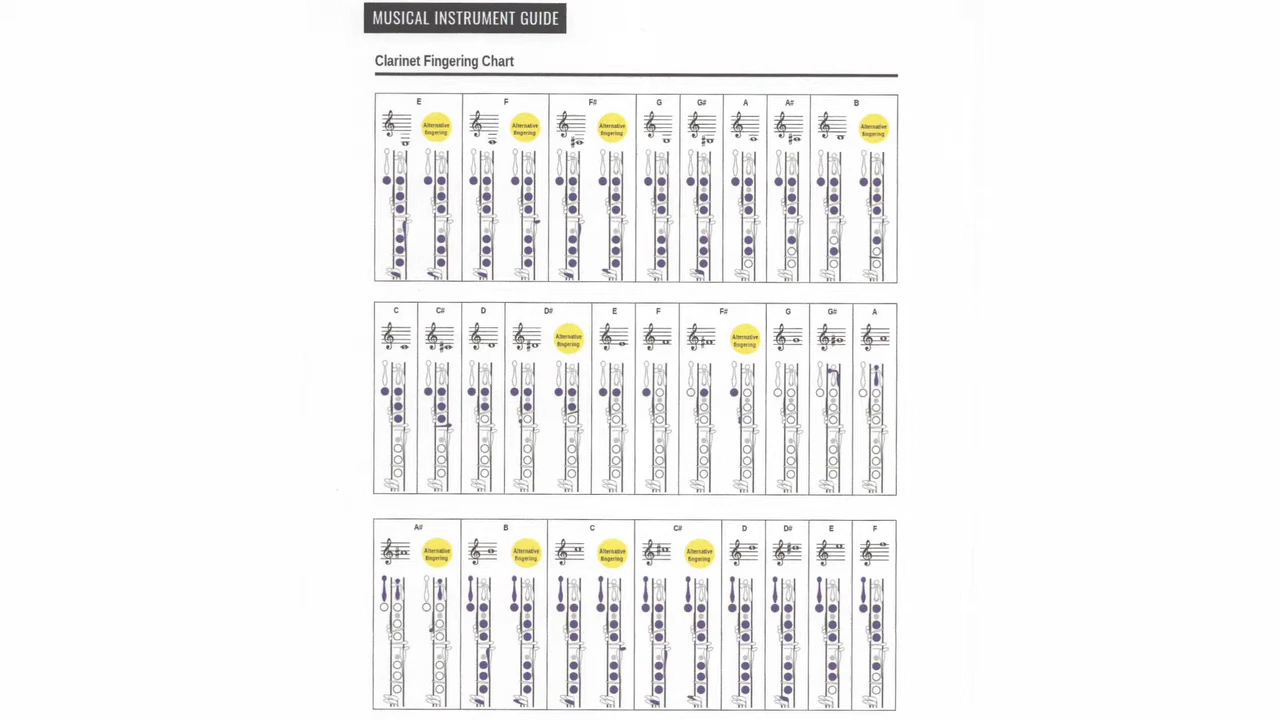 MUSICAL INSTRUMENT GUIDE
Clarinet Fingering Chart
E F F# G G# A A# B
Alternative fingering Alternative fingering Alternative fingering Alternative fingering
C C# D D# E F F# G G# A
Alternative fingering Alternative fingering
A# B C C# D D# E F
Alternative fingering Alternative fingering Alternative fingering Alternative fingering